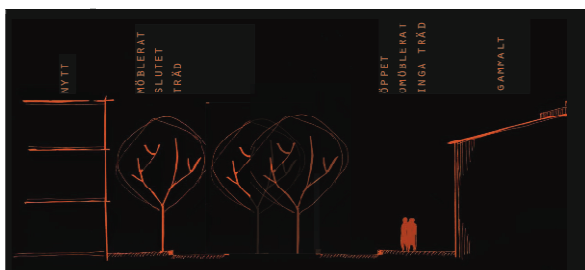 NYTT
MÖBLERAT
SLUTET
TRÄD
ÖPPET
OMÖBLERAT
INGA TRÄD
GAMMALT